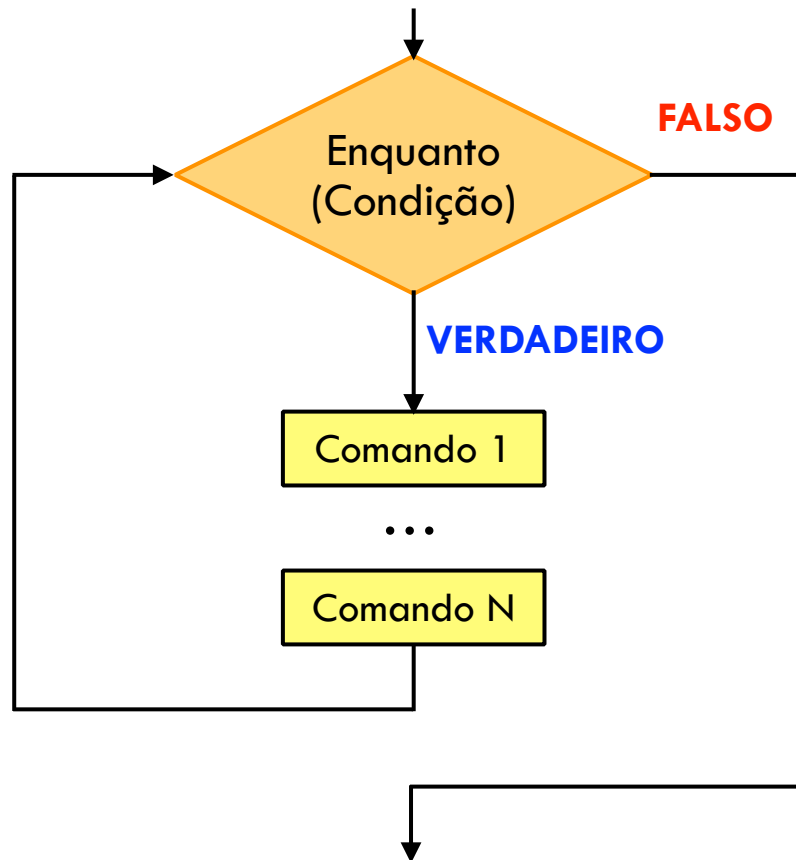 FALSO
Enquanto
(Condição)
VERDADEIRO
Comando 1
...
Comando N